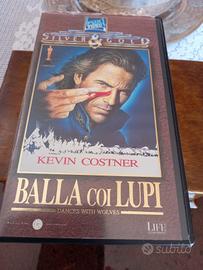 SILVER & GOLD
KEVIN COSTNER
BALLA COI LUPI
DANCES WITH WOLVES
LIFE
subito